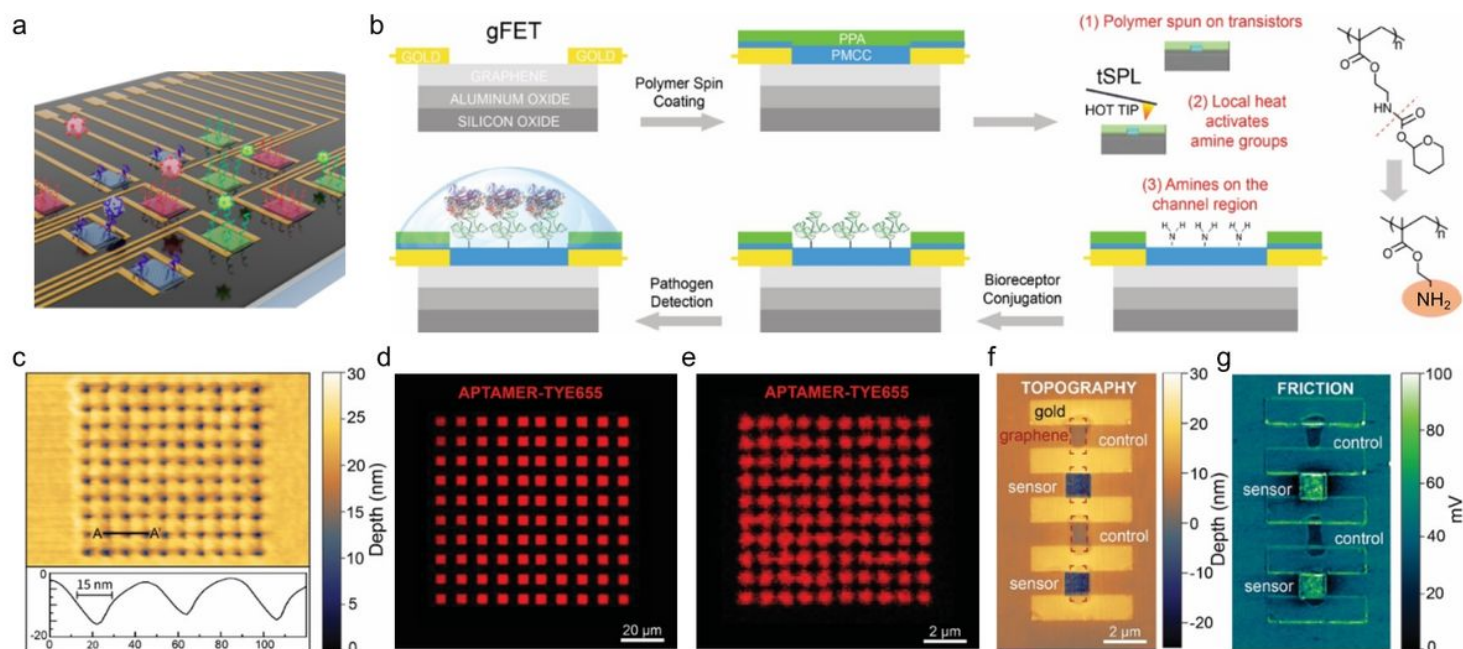 a
b
gFET
GOLD
GOLD
GRAPHENE
ALUMINUM OXIDE
SILICON OXIDE
Polymer Spin
Coating
PPA
PMCC
(1) Polymer spun on transistors
tSPL
HOT TIP
(2) Local heat
activates
amine groups
(3) Amines on the
channel region
H H
N
H H
N
H H
N
Bioreceptor
Conjugation
Pathogen
Detection
n
O
O
NH
O
O
O
n
O
O
NH2
c
A
A'
0
-20
15 nm
0
20
40
60
80
100
30
25
20
15
10
5
0
Depth (nm)
d
APTAMER-TYE655
20 µm
e
APTAMER-TYE655
2 µm
f
TOPOGRAPHY
gold
graphene
control
sensor
control
sensor
2 µm
30
20
10
0
-10
-20
Depth (nm)
g
FRICTION
control
sensor
control
sensor
100
80
60
40
20
0
mV